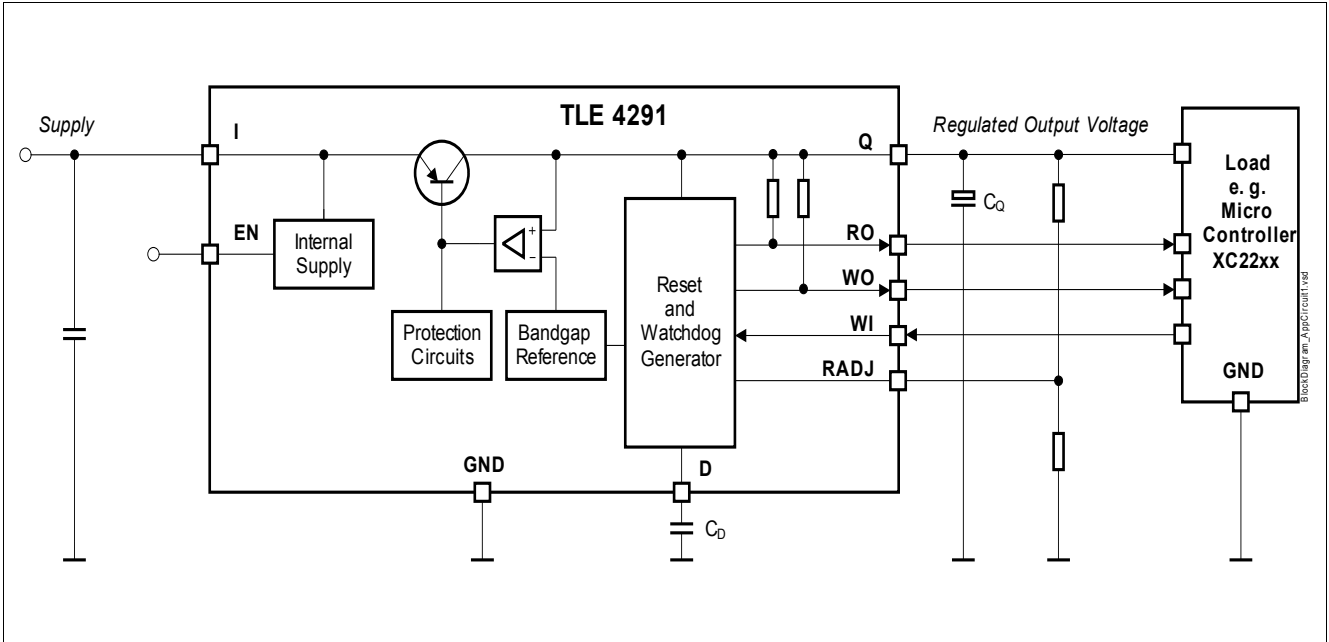 TLE 4291
Supply
I
Q
Regulated Output Voltage
Load
e. g.
Micro
Controller
XC22xx
EN
Internal
Supply
+
−
C_Q
RO
WO
WI
RADJ
Reset
and
Watchdog
Generator
Protection
Circuits
Bandgap
Reference
GND
GND
D
C_D
BlockDiagram_AppCircuit1.vsd